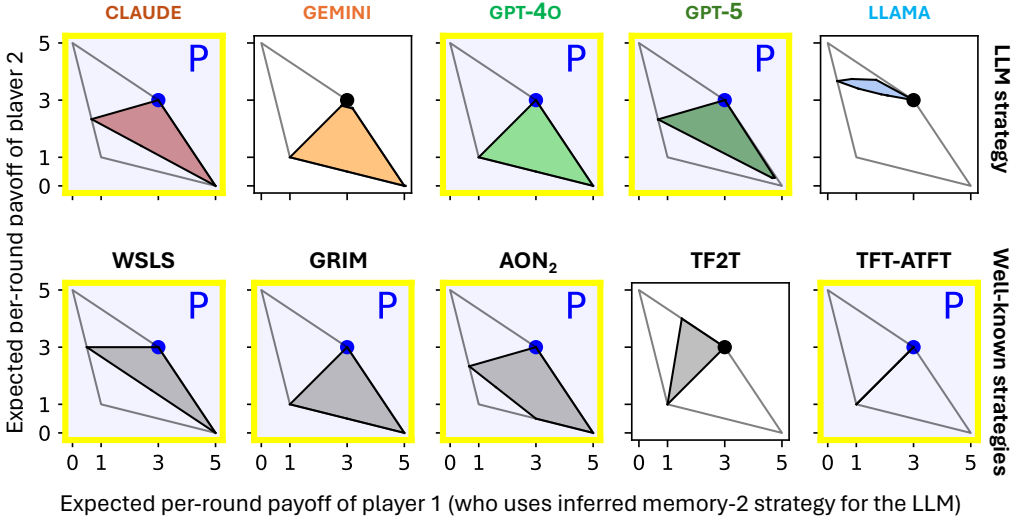 CLAUDE GEMINI GPT-4O GPT-5 LLAMA
5 P P P
3
1
0
LLM strategy
WSLS GRIM AON₂ TF2T TFT-ATFT
5 P P P P
3
1
0
0 1 3 5 0 1 3 5 0 1 3 5 0 1 3 5 0 1 3 5
Well-known strategies
Expected per-round payoff of player 2
Expected per-round payoff of player 1 (who uses inferred memory-2 strategy for the LLM)